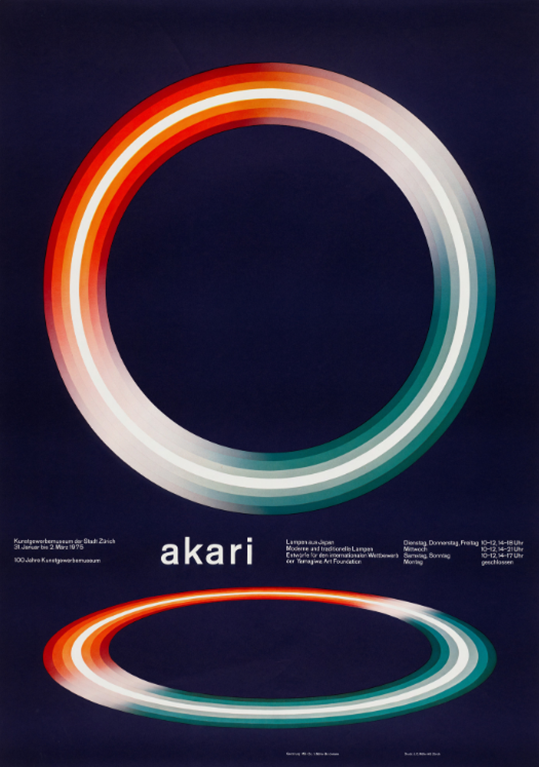 Kunstgewerbemuseum der Stadt Zürich
31. Januar bis 2. März 1975
100 Jahre Kunstgewerbemuseum
akari
Lampen aus Japan
Moderne und traditionelle Lampen
Entwürfe für den internationalen Wettbewerb
der Yamagiwa Art Foundation
Dienstag, Donnerstag, Freitag 10–12, 14–18 Uhr
Mittwoch 10–12, 14–21 Uhr
Samstag, Sonntag 10–12, 14–17 Uhr
Montag geschlossen